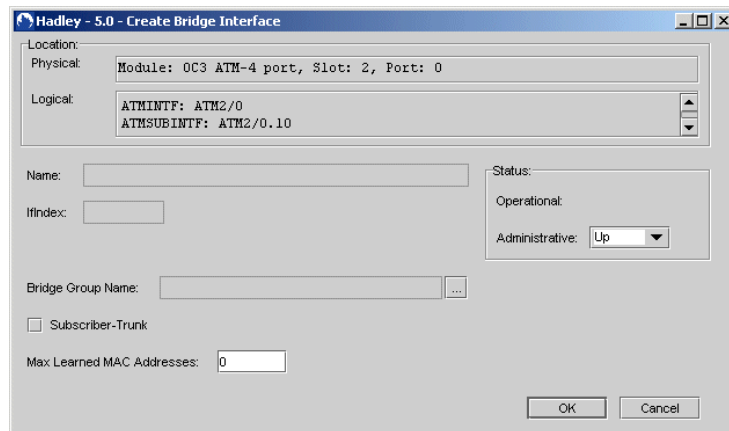 Hadley - 5.0 - Create Bridge Interface
Location:
Physical:
Module: OC3 ATM-4 port, Slot: 2, Port: 0
Logical:
ATMINTF: ATM2/0
ATMSUBINTF: ATM2/0.10
Name:
IfIndex:
Status:
Operational:
Administrative: Up
Bridge Group Name:
...
Subscriber-Trunk
Max Learned MAC Addresses: 0
OK Cancel